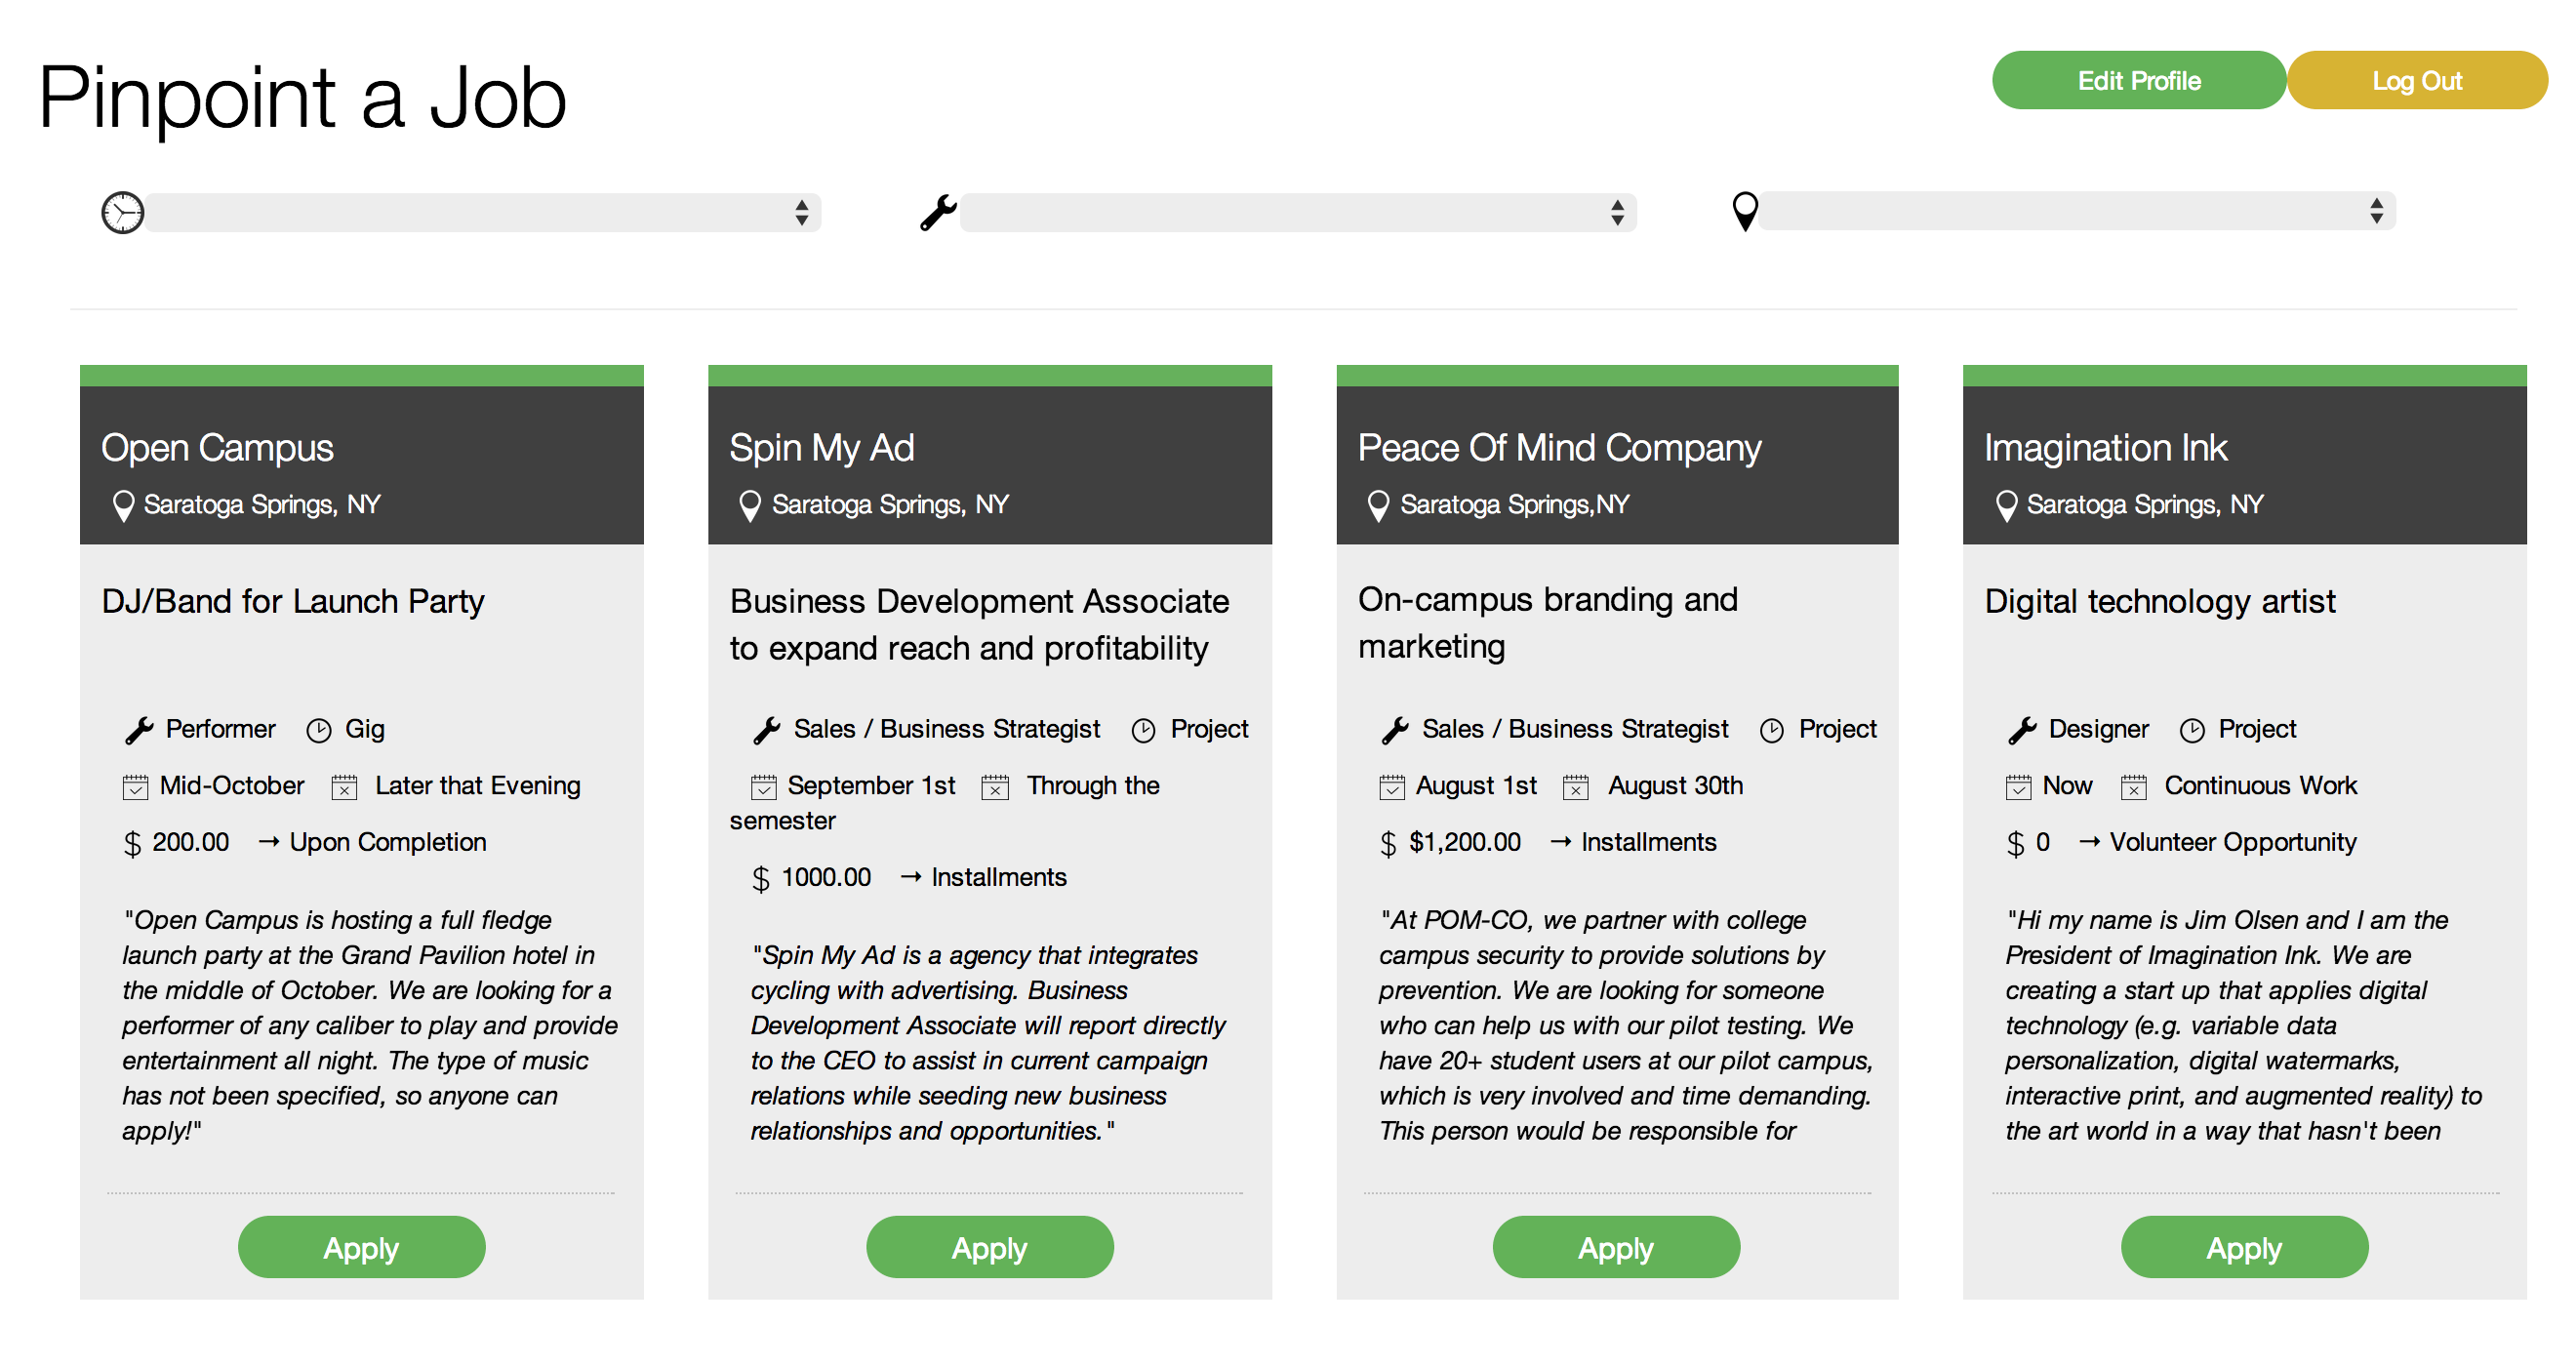 Pinpoint a Job
Edit Profile
Log Out
Open Campus
Saratoga Springs, NY
DJ/Band for Launch Party
Performer Gig
Mid-October Later that Evening
$ 200.00 → Upon Completion
"Open Campus is hosting a full fledge
launch party at the Grand Pavilion hotel in
the middle of October. We are looking for a
performer of any caliber to play and provide
entertainment all night. The type of music
has not been specified, so anyone can
apply!"
Apply
Spin My Ad
Saratoga Springs, NY
Business Development Associate
to expand reach and profitability
Sales / Business Strategist Project
September 1st Through the
semester
$ 1000.00 → Installments
"Spin My Ad is a agency that integrates
cycling with advertising. Business
Development Associate will report directly
to the CEO to assist in current campaign
relations while seeding new business
relationships and opportunities."
Apply
Peace Of Mind Company
Saratoga Springs,NY
On-campus branding and
marketing
Sales / Business Strategist Project
August 1st August 30th
$ $1,200.00 → Installments
"At POM-CO, we partner with college
campus security to provide solutions by
prevention. We are looking for someone
who can help us with our pilot testing. We
have 20+ student users at our pilot campus,
which is very involved and time demanding.
This person would be responsible for
Apply
Imagination Ink
Saratoga Springs, NY
Digital technology artist
Designer Project
Now Continuous Work
$ 0 → Volunteer Opportunity
"Hi my name is Jim Olsen and I am the
President of Imagination Ink. We are
creating a start up that applies digital
technology (e.g. variable data
personalization, digital watermarks,
interactive print, and augmented reality) to
the art world in a way that hasn't been
Apply